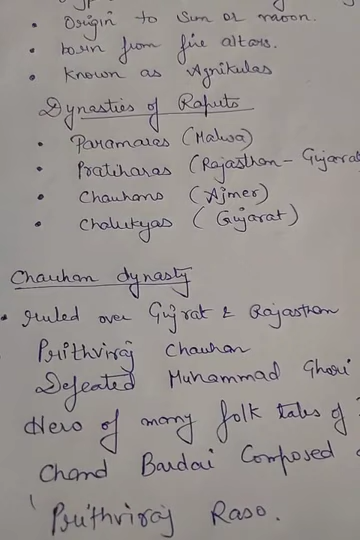 • Origin to Sun or moon.
• born from fire altars.
• Known as Agnikulas
Dynasties of Raputs
• Paramaras (Malwa)
• Pratiharas (Rajasthan - Gujarat
• Chauhans (Ajmer)
• Chalukyas (Gujarat)
Chauhan dynasty
• ruled over Gujrat & Rajasthan
Prithviraj Chauhan
Defeated Muhammad Ghori
Hero of many folk tales of
Chand Bardai Composed
'Prithviraj Raso.